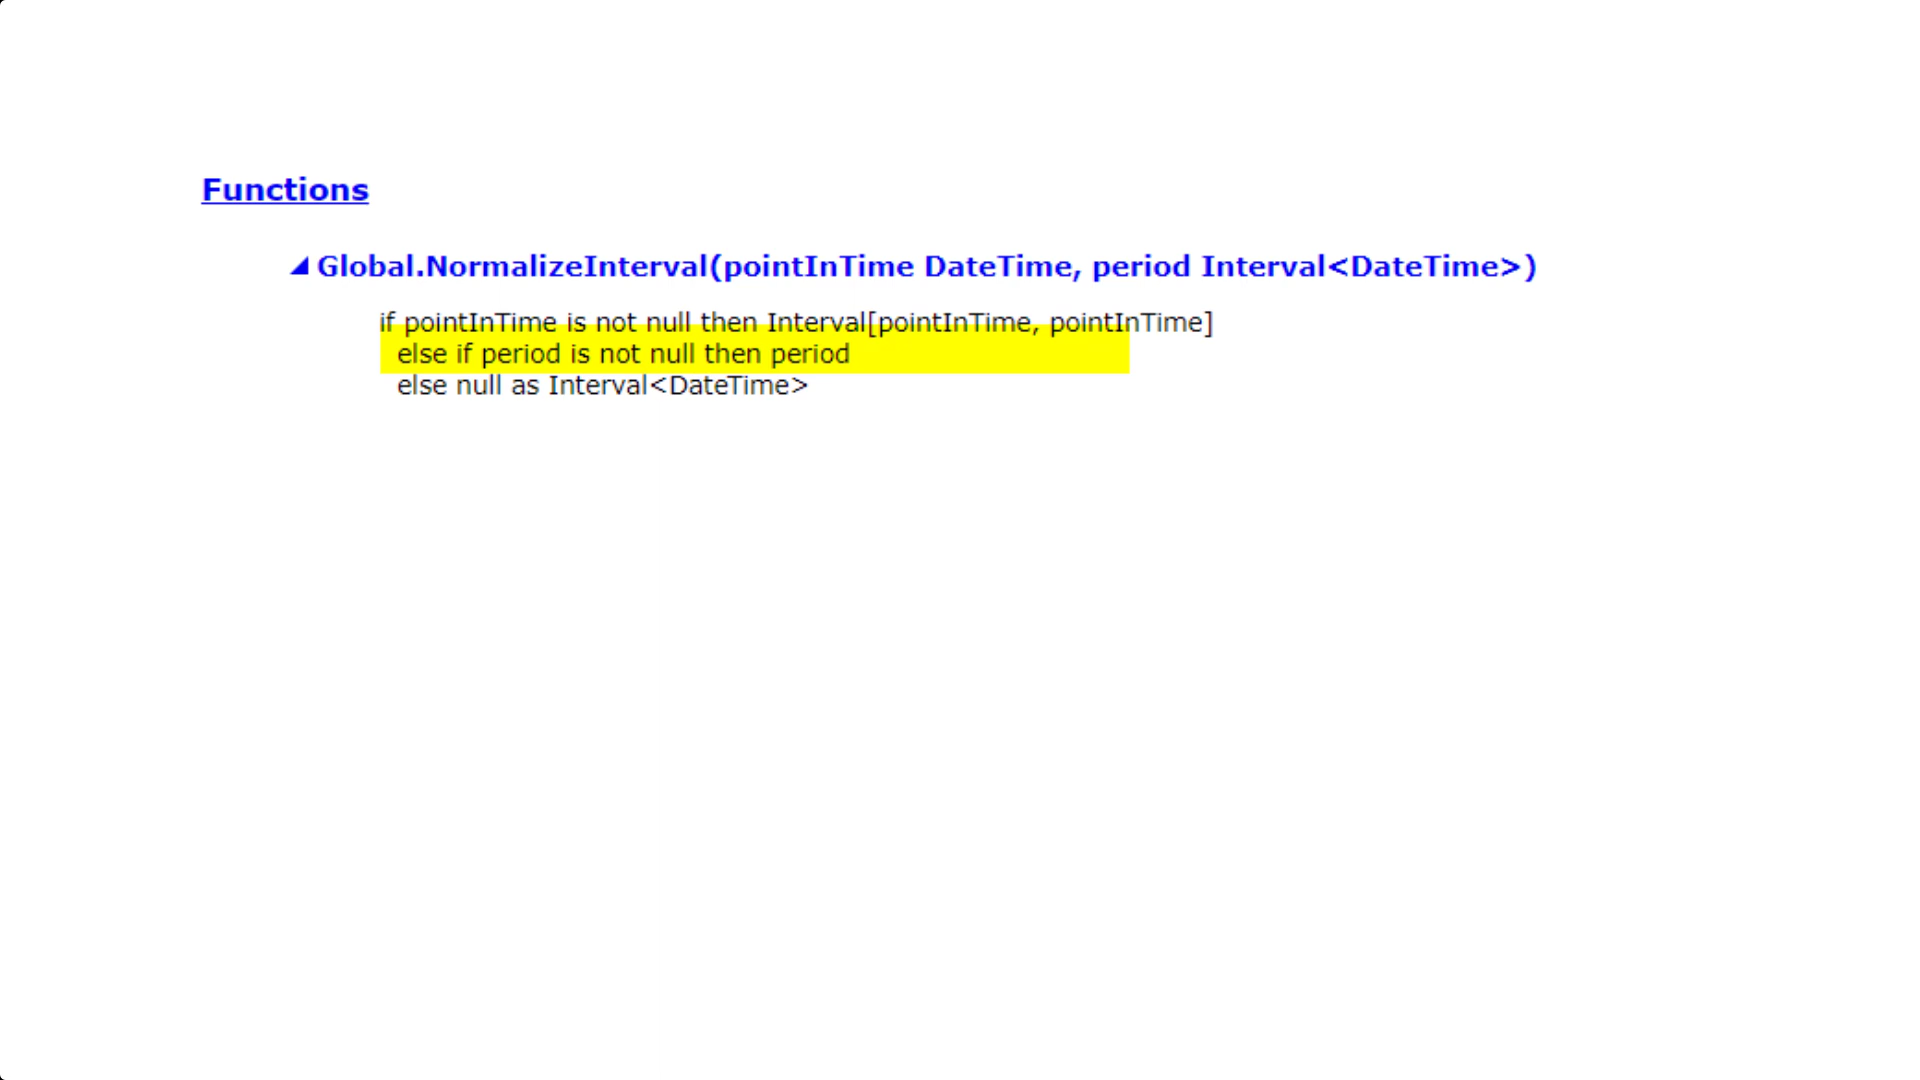 Functions
Global.NormalizeInterval(pointInTime DateTime, period Interval<DateTime>)
if pointInTime is not null then Interval[pointInTime, pointInTime]
else if period is not null then period
else null as Interval<DateTime>